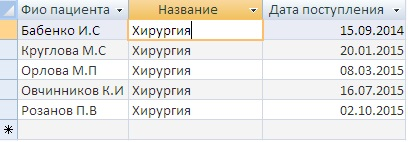 Фио пациента Название Дата поступления
Бабенко И.С Хирургия 15.09.2014
Круглова М.С Хирургия 20.01.2015
Орлова М.П Хирургия 08.03.2015
Овчинников К.И Хирургия 16.07.2015
Розанов П.В Хирургия 02.10.2015